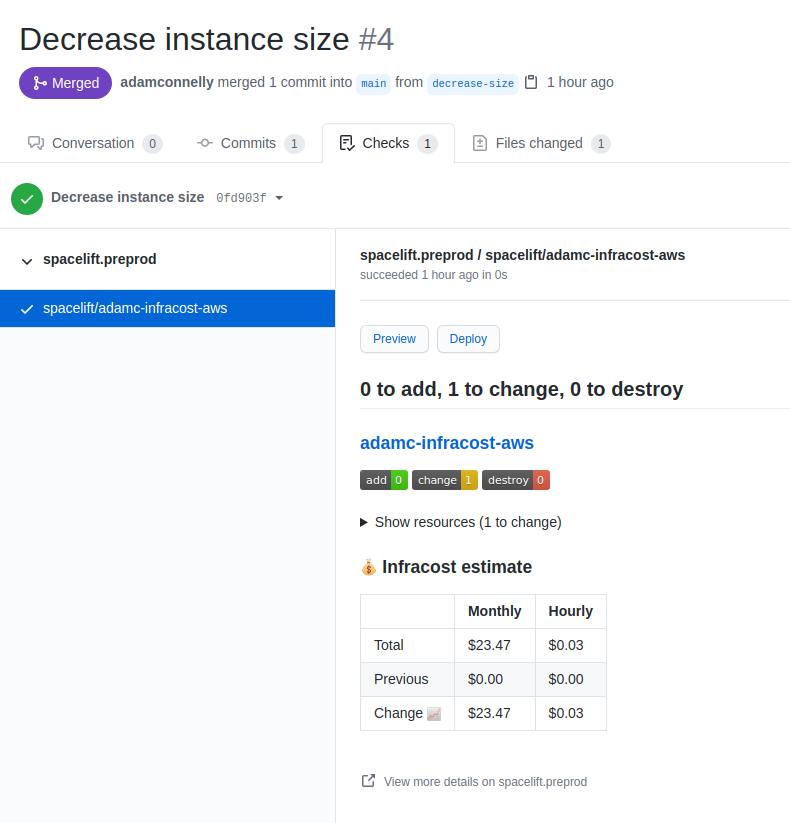 Decrease instance size #4
Merged adamconnelly merged 1 commit into main from decrease-size 1 hour ago
Conversation 0 Commits 1 Checks 1 Files changed 1
Decrease instance size 0fd903f
spacelift.preprod
spacelift/adamc-infracost-aws
spacelift.preprod / spacelift/adamc-infracost-aws
succeeded 1 hour ago in 0s
Preview Deploy
0 to add, 1 to change, 0 to destroy
adamc-infracost-aws
add 0 change 1 destroy 0
Show resources (1 to change)
Infracost estimate
Monthly Hourly
Total $23.47 $0.03
Previous $0.00 $0.00
Change $23.47 $0.03
View more details on spacelift.preprod